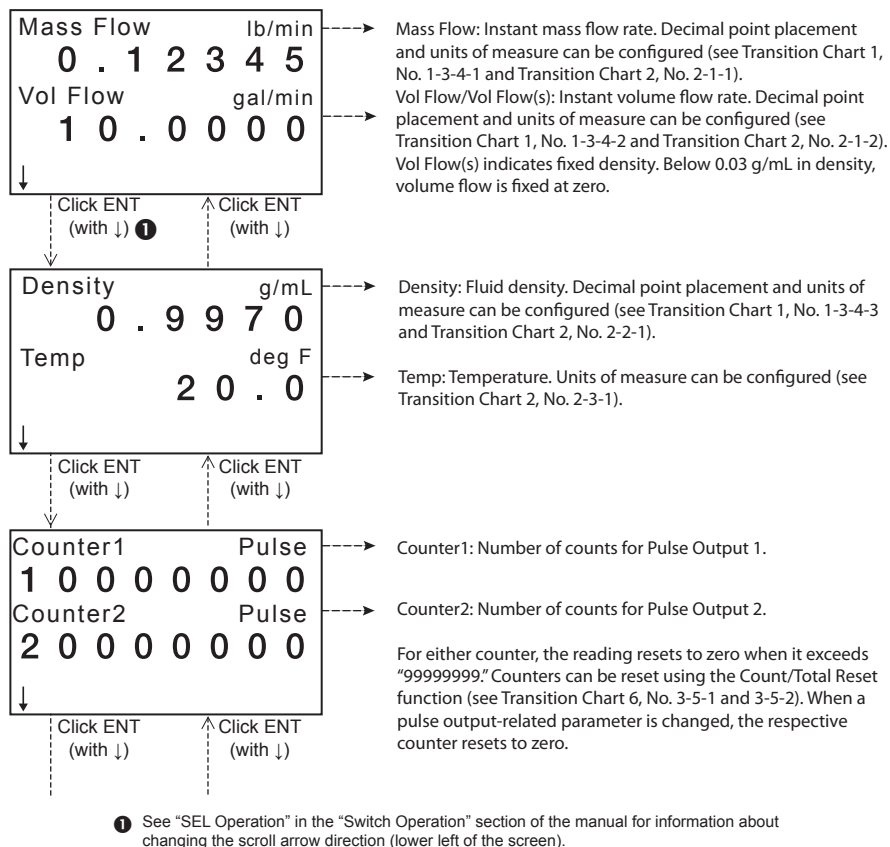 Mass Flow lb/min
0.12345
Vol Flow gal/min
10.0000
↓
Mass Flow: Instant mass flow rate. Decimal point placement
and units of measure can be configured (see Transition Chart 1,
No. 1-3-4-1 and Transition Chart 2, No. 2-1-1).
Vol Flow/Vol Flow(s): Instant volume flow rate. Decimal point
placement and units of measure can be configured (see
Transition Chart 1, No. 1-3-4-2 and Transition Chart 2, No. 2-1-2).
Vol Flow(s) indicates fixed density. Below 0.03 g/mL in density,
volume flow is fixed at zero.
Click ENT
(with ↓) ❶
Click ENT
(with ↓)
Density g/mL
0.9970
Temp deg F
20.0
↓
Density: Fluid density. Decimal point placement and units of
measure can be configured (see Transition Chart 1, No. 1-3-4-3
and Transition Chart 2, No. 2-2-1).
Temp: Temperature. Units of measure can be configured (see
Transition Chart 2, No. 2-3-1).
Click ENT
(with ↓)
Click ENT
(with ↓)
Counter1 Pulse
10000000
Counter2 Pulse
20000000
↓
Counter1: Number of counts for Pulse Output 1.
Counter2: Number of counts for Pulse Output 2.
For either counter, the reading resets to zero when it exceeds
“99999999.” Counters can be reset using the Count/Total Reset
function (see Transition Chart 6, No. 3-5-1 and 3-5-2). When a
pulse output-related parameter is changed, the respective
counter resets to zero.
Click ENT
(with ↓)
Click ENT
(with ↓)
❶ See “SEL Operation” in the “Switch Operation” section of the manual for information about
changing the scroll arrow direction (lower left of the screen).